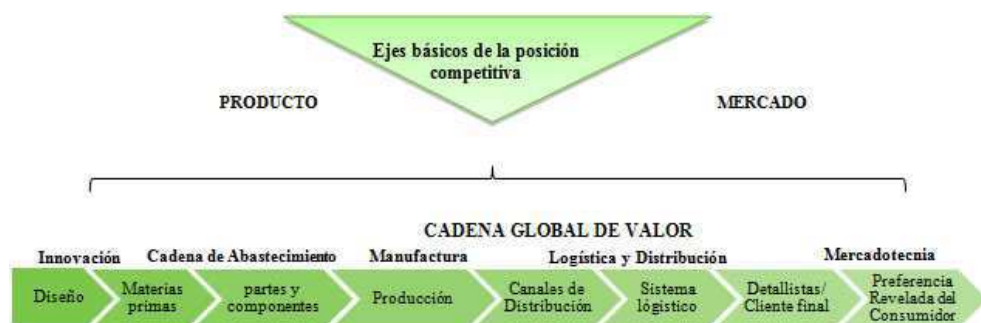 Ejes básicos de la posición
competitiva
PRODUCTO
MERCADO
CADENA GLOBAL DE VALOR
Innovación
Cadena de Abastecimiento
Manufactura
Logística y Distribución
Mercadotecnia
Diseño
Materias
primas
partes y
componentes
Producción
Canales de
Distribución
Sistema
lógistico
Detallistas/
Cliente final
Preferencia
Revelada del
Consumidor